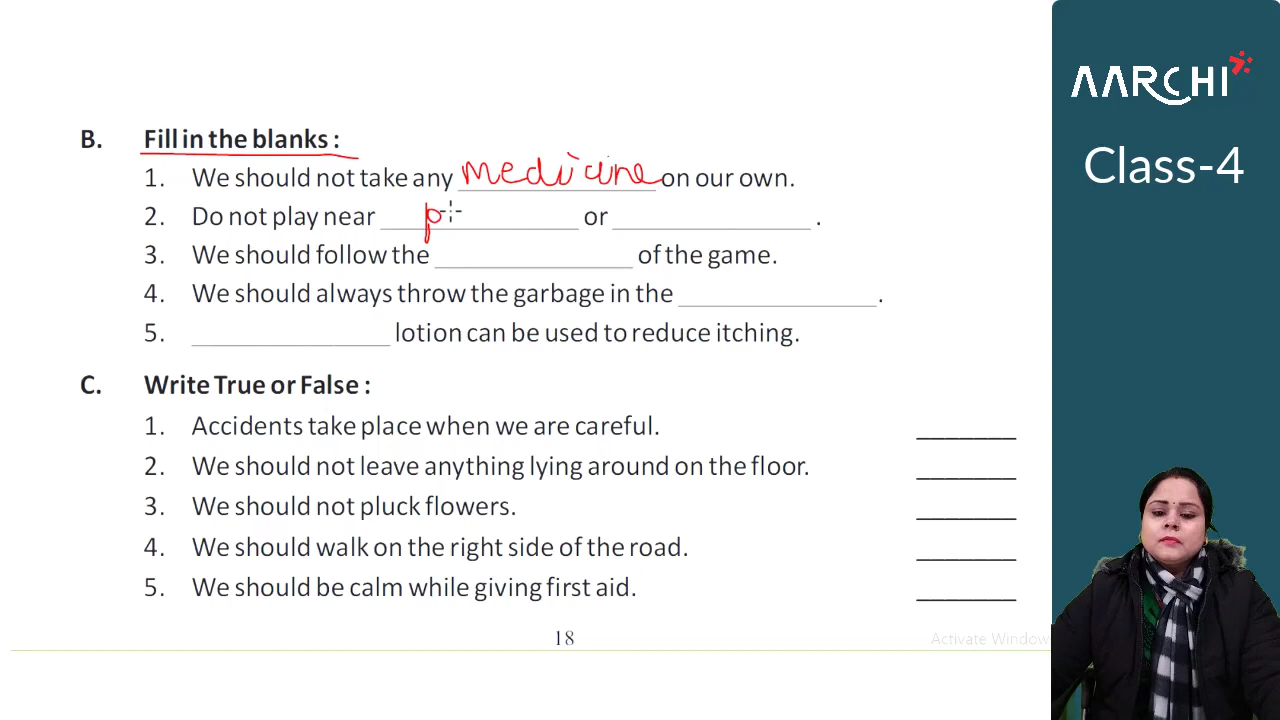 AARCHI
Class-4
B. Fill in the blanks :
1. We should not take any medicine on our own.
2. Do not play near p or .
3. We should follow the of the game.
4. We should always throw the garbage in the .
5. lotion can be used to reduce itching.
C. Write True or False :
1. Accidents take place when we are careful.
2. We should not leave anything lying around on the floor.
3. We should not pluck flowers.
4. We should walk on the right side of the road.
5. We should be calm while giving first aid.
18
Activate Window